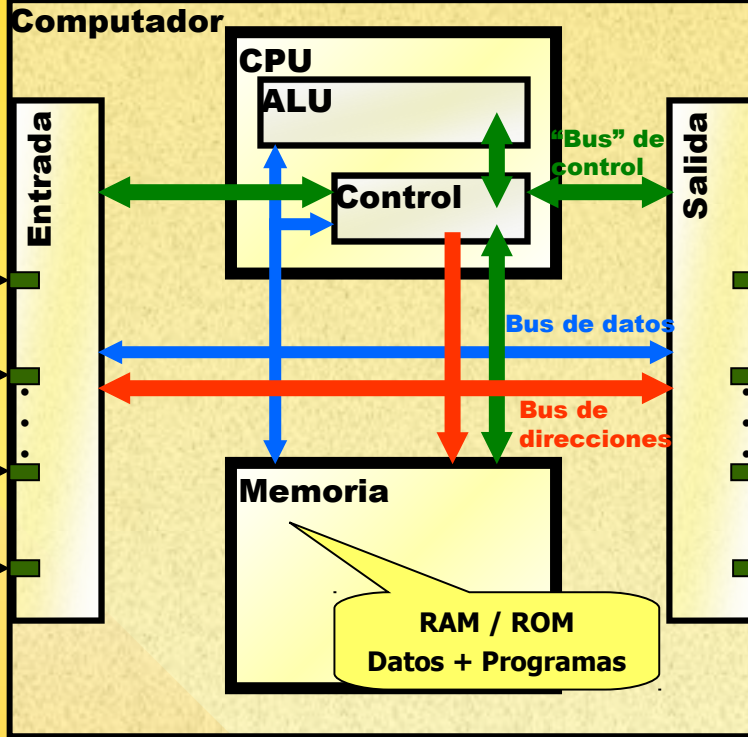 Computador
CPU
ALU
Entrada
"Bus" de
control
Salida
Control
Bus de datos
Bus de
direcciones
Memoria
RAM / ROM
Datos + Programas